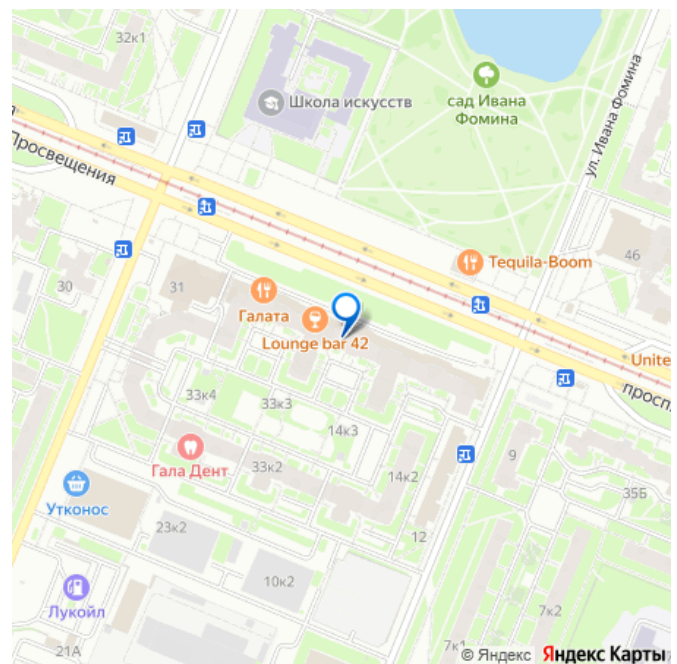 32к1
Школа искусств
сад Ивана
Фомина
ул. Ивана Фомина
Просвещения
46
Tequila-Boom
30
31
Галата
Lounge bar 42
Unite
просп
33к4
33к3
14к3
33к2
14к2
Гала Дент
9
35Б
Утконос
23к2
12
10к2
Лукойл
7к2
7к1
21А
© Яндекс Яндекс Карты